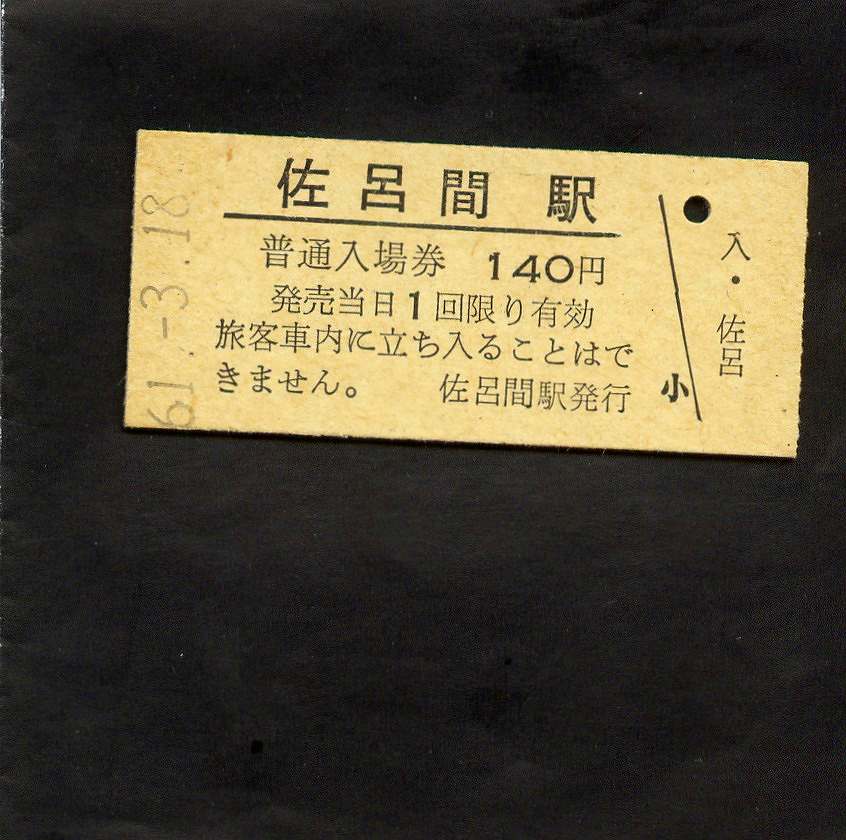 佐呂間駅
普通入場券 140円
発売当日1回限り有効
旅客車内に立ち入ることはで
きません。 佐呂間駅発行
小
入・佐呂
61.-3.18